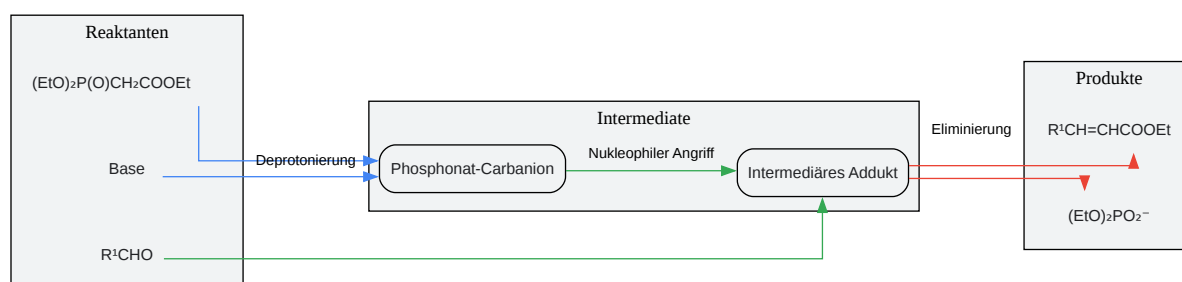 Reaktanten
(EtO)₂P(O)CH₂COOEt
Base
R¹CHO
Deprotonierung
Intermediate
Phosphonat-Carbanion
Nukleophiler Angriff
Intermediäres Addukt
Eliminierung
Produkte
R¹CH=CHCOOEt
(EtO)₂PO₂⁻